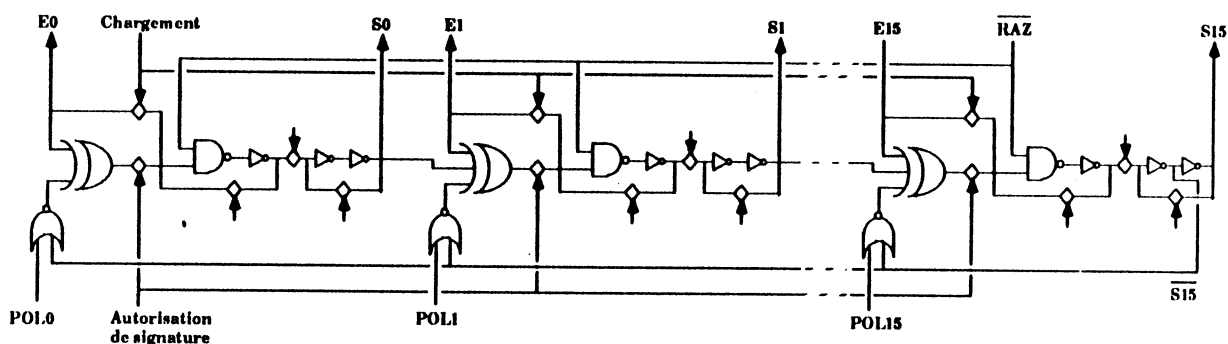 E0
Chargement
S0
E1
S1
E15
RAZ
S15
POL0
Autorisation
de signature
POL1
POL15
S15